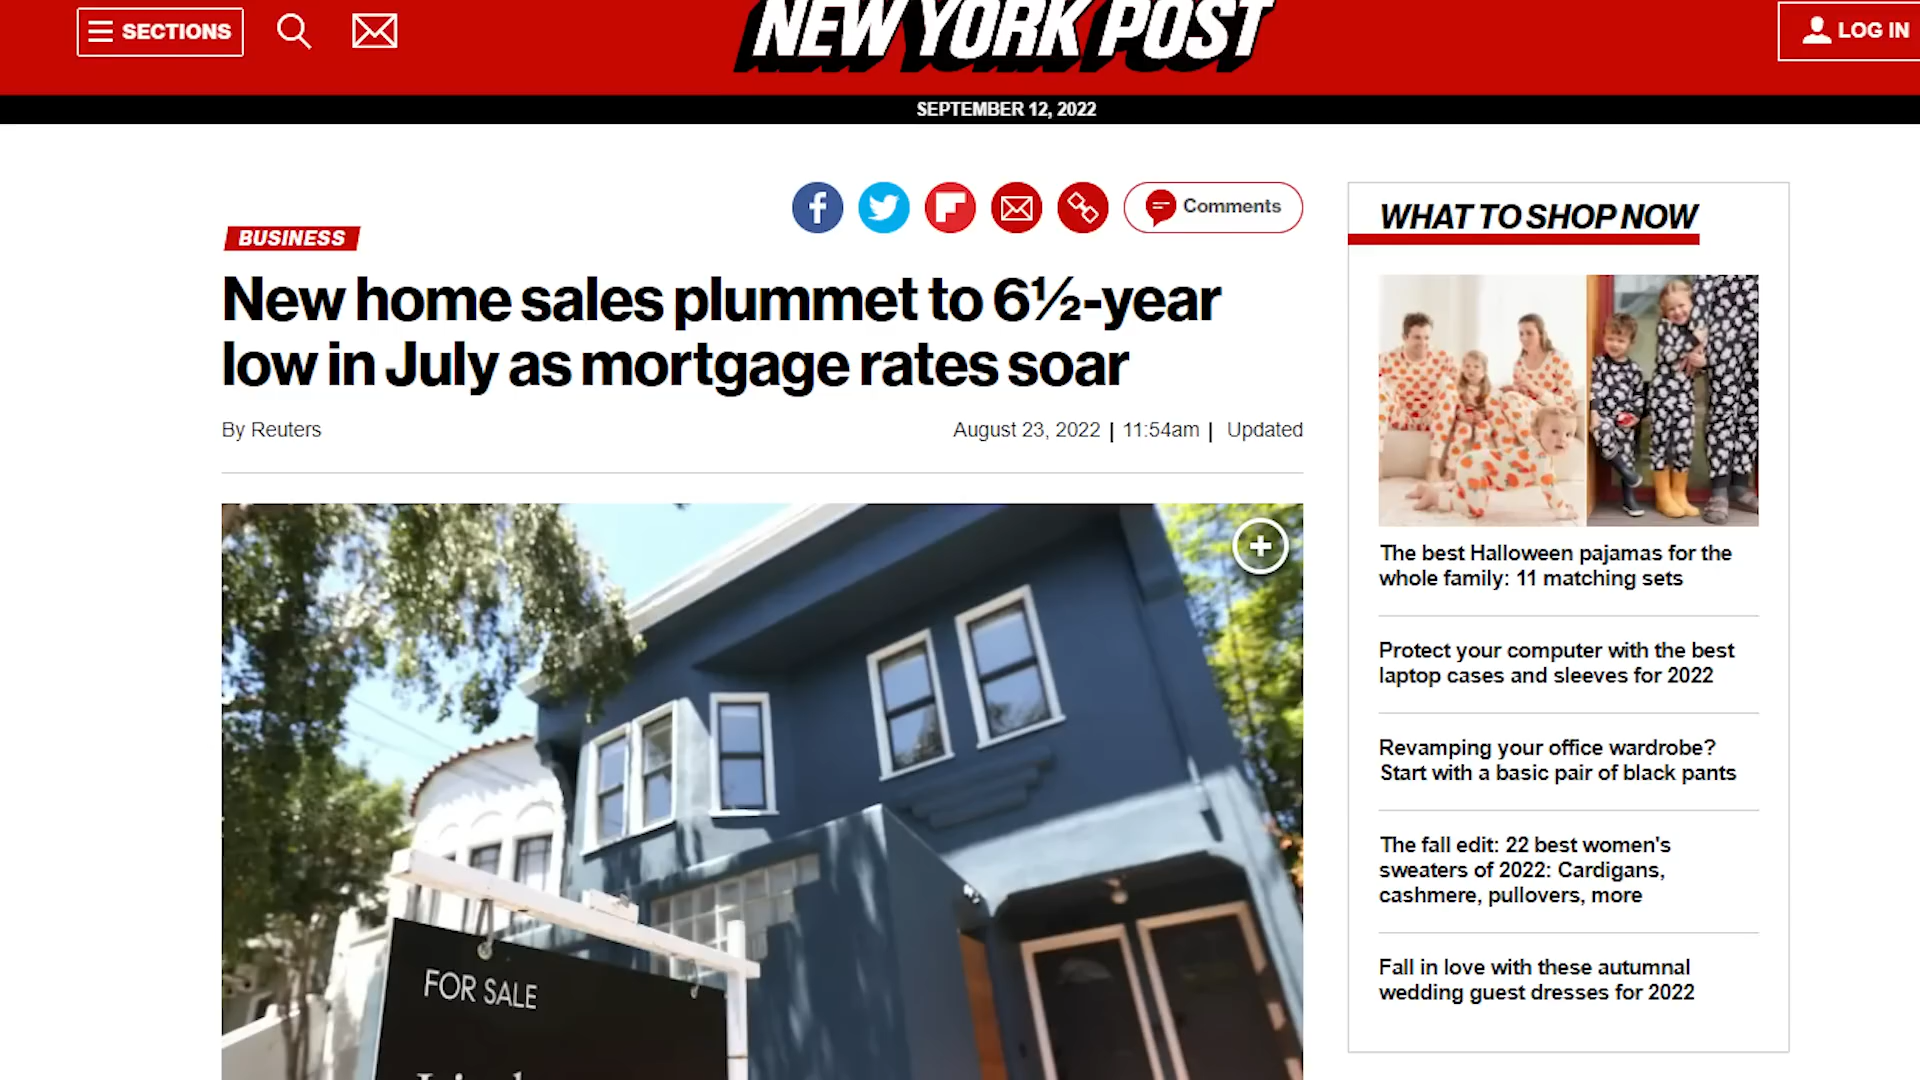 SECTIONS
NEW YORK POST
LOG IN
SEPTEMBER 12, 2022
Comments
BUSINESS
New home sales plummet to 6½-year
low in July as mortgage rates soar
By Reuters
August 23, 2022 | 11:54am | Updated
FOR SALE
WHAT TO SHOP NOW
The best Halloween pajamas for the
whole family: 11 matching sets
Protect your computer with the best
laptop cases and sleeves for 2022
Revamping your office wardrobe?
Start with a basic pair of black pants
The fall edit: 22 best women's
sweaters of 2022: Cardigans,
cashmere, pullovers, more
Fall in love with these autumnal
wedding guest dresses for 2022